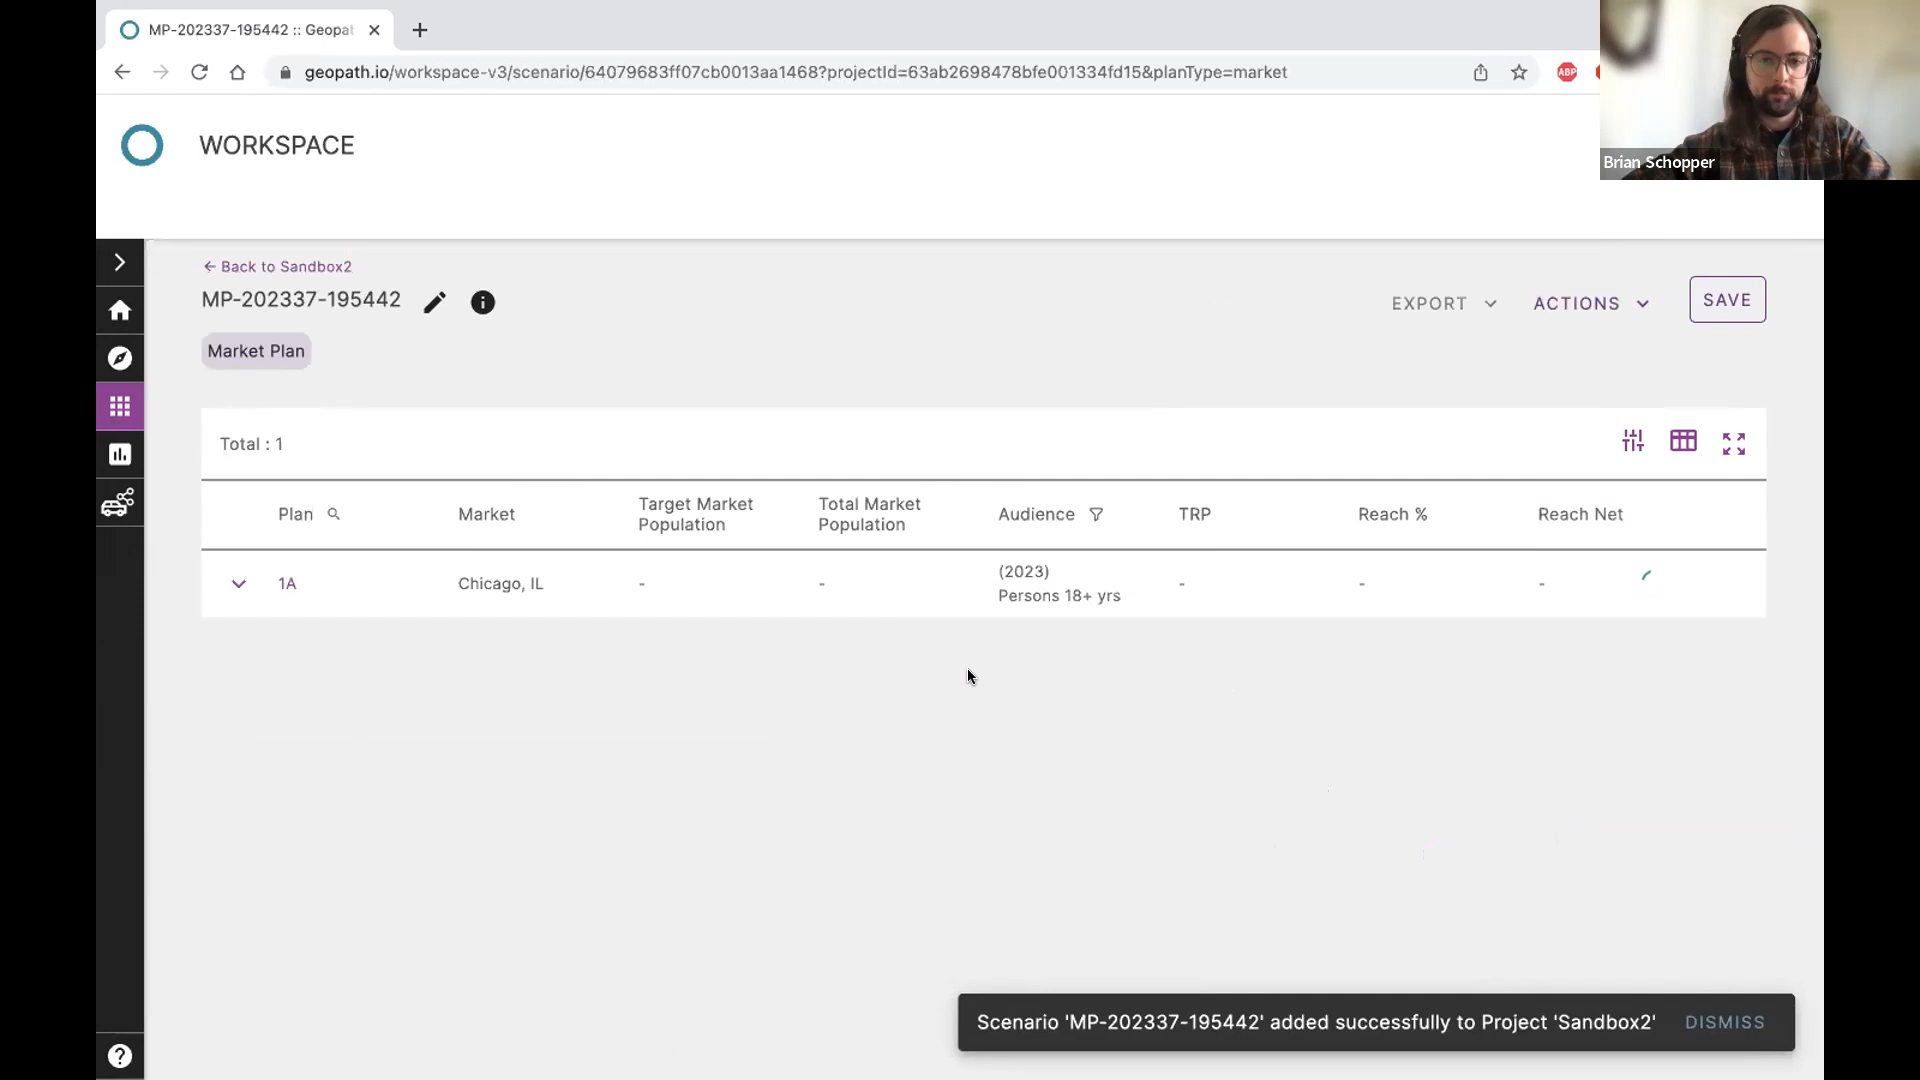 MP-202337-195442 :: Geopat
geopath.io/workspace-v3/scenario/64079683ff07cb0013aa1468?projectId=63ab2698478bfe001334fd15&planType=market
ABP
Brian Schopper
WORKSPACE
Back to Sandbox2
MP-202337-195442
EXPORT ACTIONS SAVE
Market Plan
Total : 1
Plan Market Target Market Population Total Market Population Audience TRP Reach % Reach Net
1A Chicago, IL - - (2023) Persons 18+ yrs - - -
Scenario 'MP-202337-195442' added successfully to Project 'Sandbox2' DISMISS